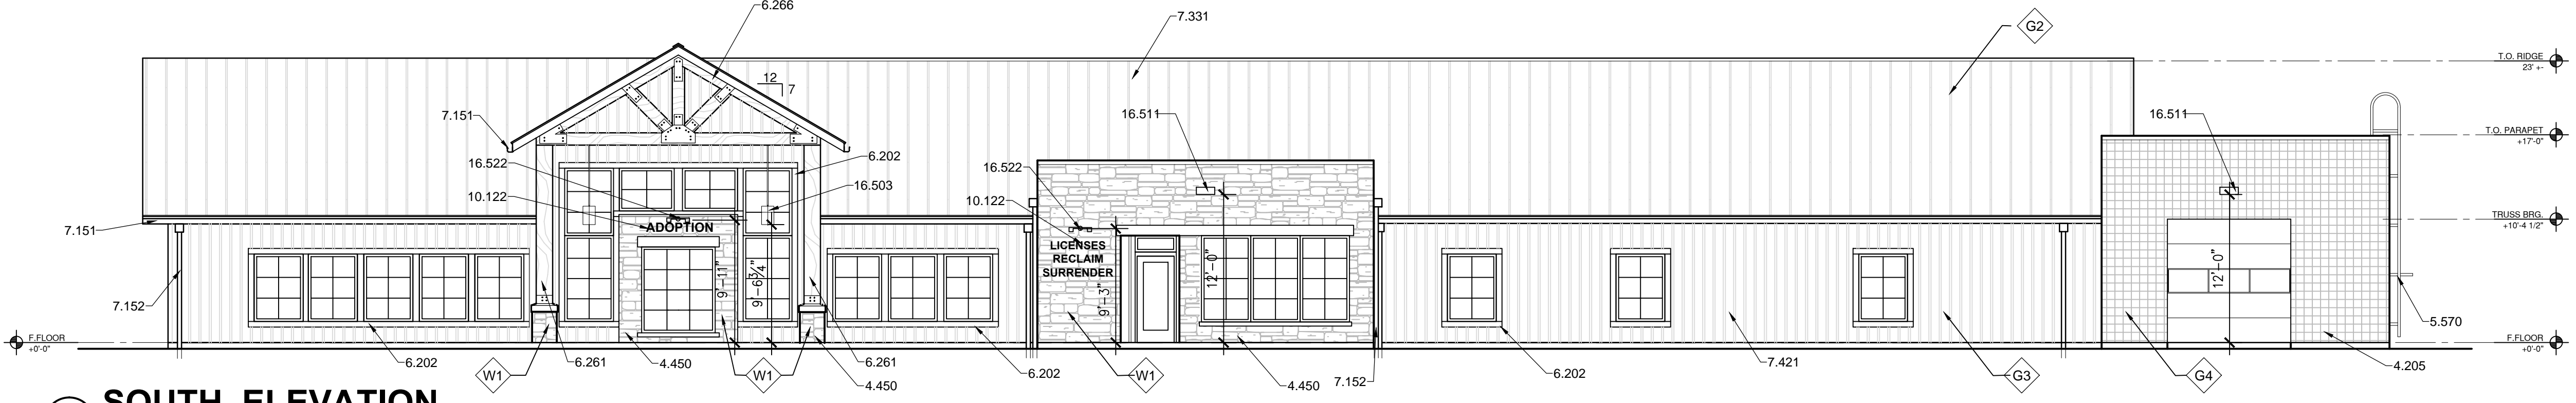 6.266
7.331
G2
T.O. RIDGE
23' +-
12
7
7.151
16.511
16.511
T.O. PARAPET
+17'-0"
16.522
6.202
16.522
16.503
10.122
10.122
ADOPTION
7.151
TRUSS BRG.
+10'-4 1/2"
LICENSES
RECLAIM
SURRENDER
9'-11"
9'-6 3/4"
9'-3"
12'-0"
12'-0"
7.152
5.570
F.FLOOR
+0'-0"
F.FLOOR
+0'-0"
6.202
W1
6.261
4.450
W1
6.261
4.450
6.202
W1
4.450
7.152
6.202
7.421
G3
G4
4.205
SOUTH ELEVATION